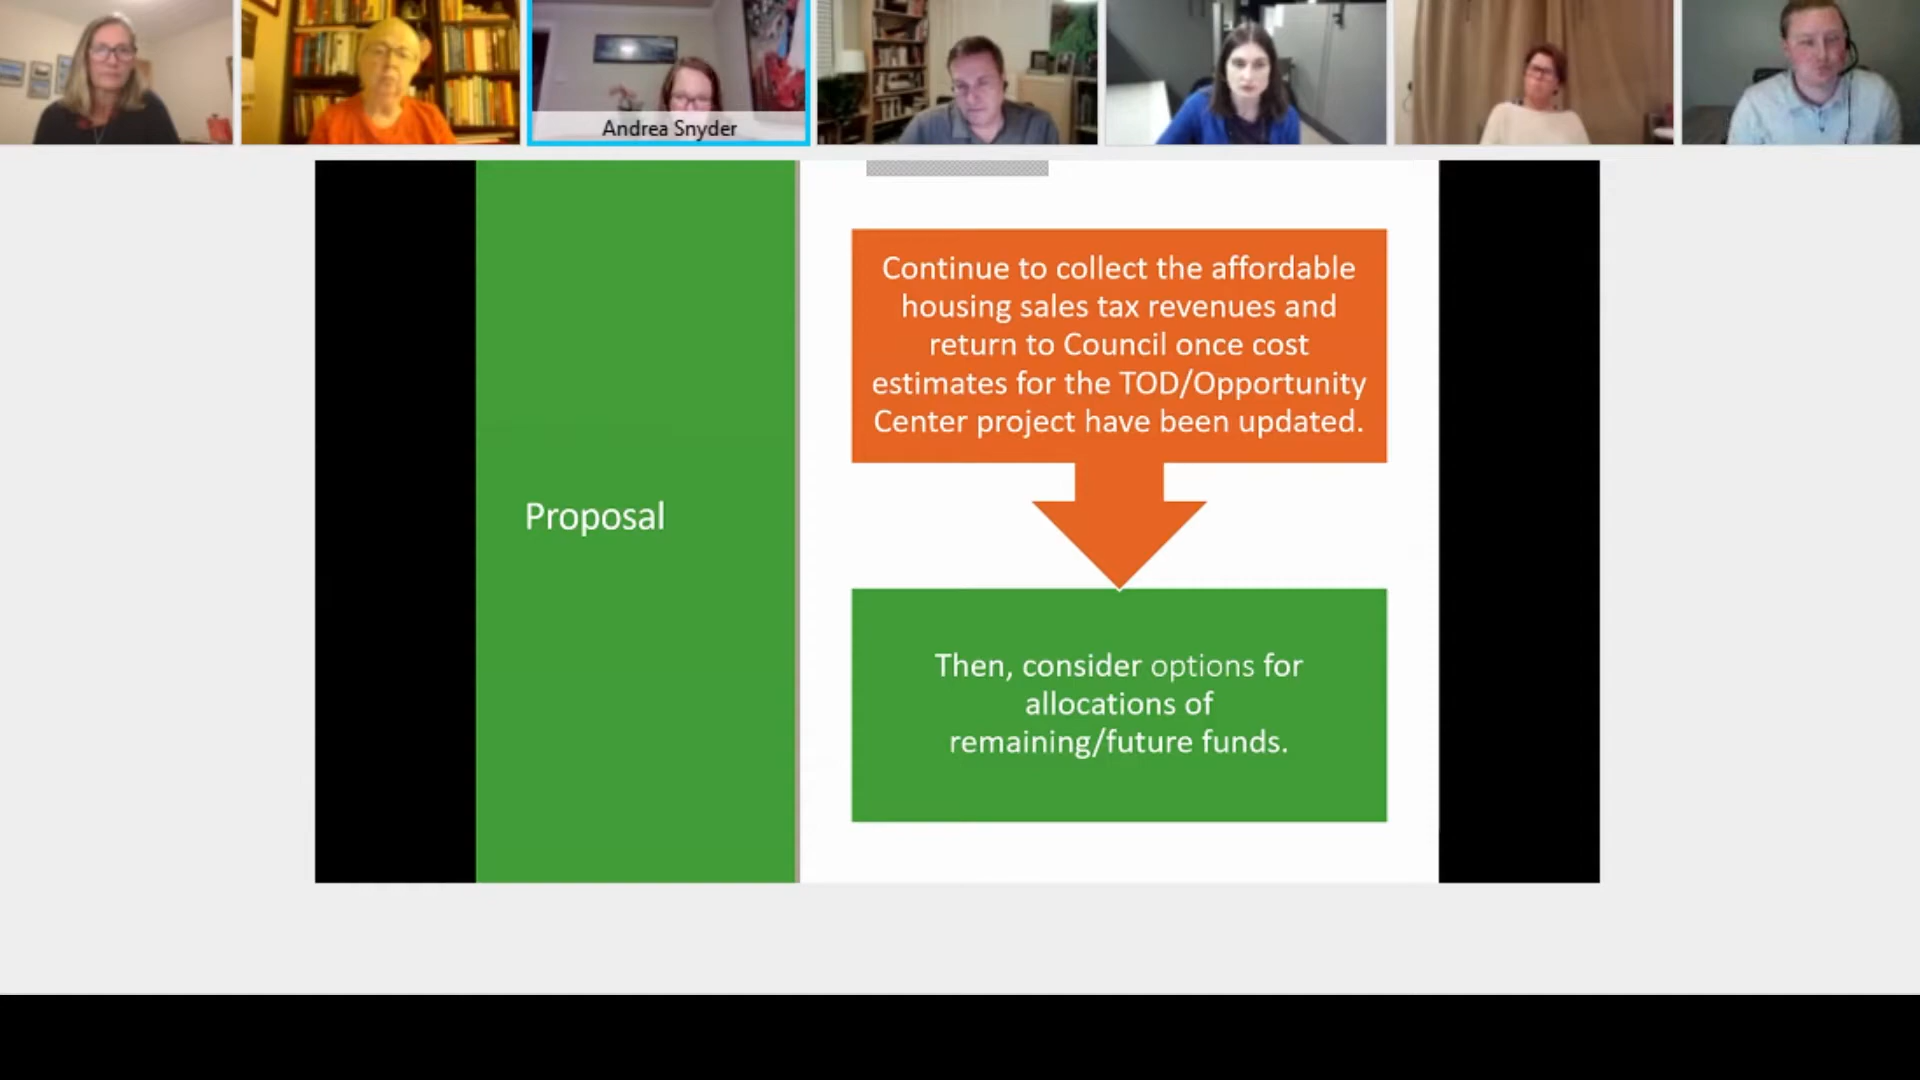 Andrea Snyder
Proposal
Continue to collect the affordable
housing sales tax revenues and
return to Council once cost
estimates for the TOD/Opportunity
Center project have been updated.
Then, consider options for
allocations of
remaining/future funds.